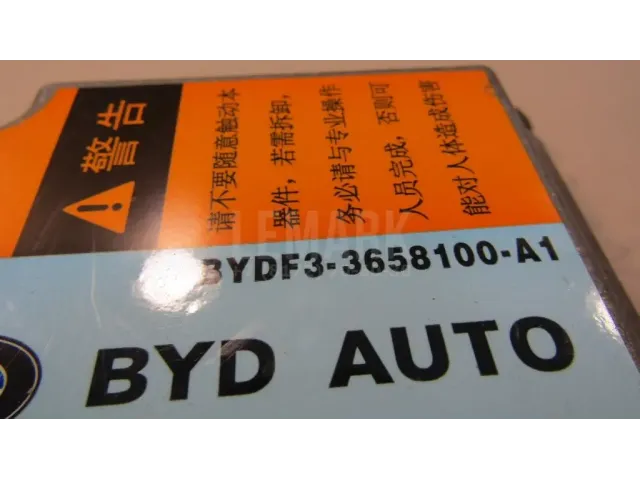 警告
请不要随意触动本
器件，若需拆卸，
务必请与专业操作
人员完成，否则可
能对人体造成伤害
LEMARK
BYDF3-3658100-A1
BYD AUTO